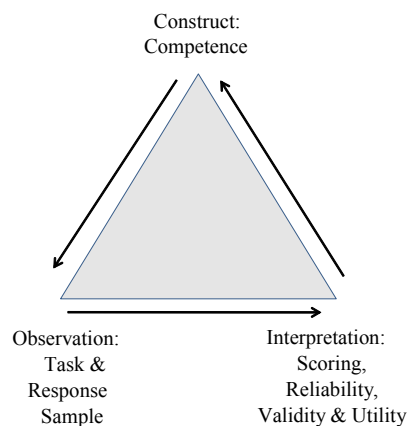 Construct:
Competence
Observation:
Task &
Response
Sample
Interpretation:
Scoring,
Reliability,
Validity & Utility